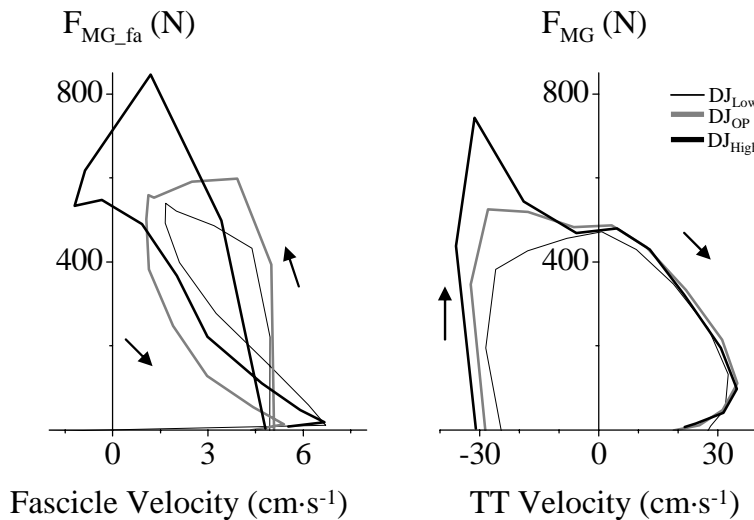 F_MG_fa (N)
800
400
0 3 6
Fascicle Velocity (cm·s⁻¹)
F_MG (N)
800
400
-30 0 30
TT Velocity (cm·s⁻¹)
DJ_Low
DJ_OP
DJ_High